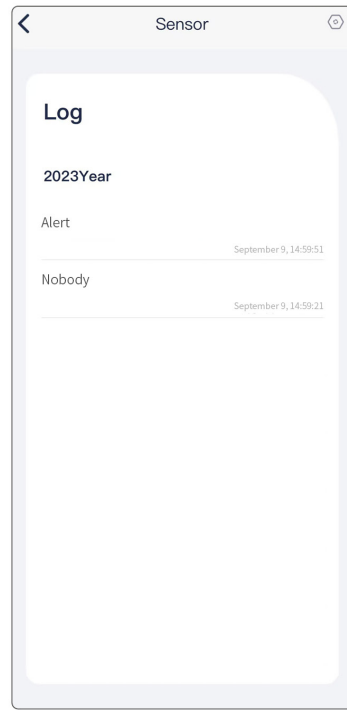 Sensor
Log
2023Year
Alert
September 9, 14:59:51
Nobody
September 9, 14:59:21